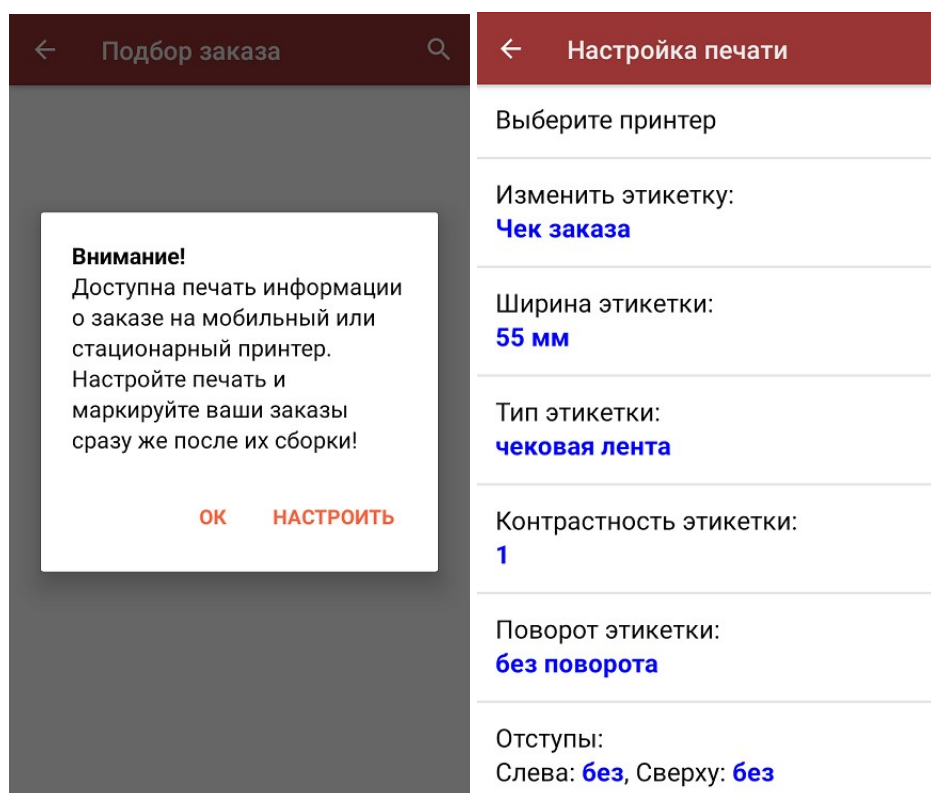 Подбор заказа
Внимание!
Доступна печать информации
о заказе на мобильный или
стационарный принтер.
Настройте печать и
маркируйте ваши заказы
сразу же после их сборки!
ОК НАСТРОИТЬ
Настройка печати
Выберите принтер
Изменить этикетку:
Чек заказа
Ширина этикетки:
55 мм
Тип этикетки:
чековая лента
Контрастность этикетки:
1
Поворот этикетки:
без поворота
Отступы:
Слева: без, Сверху: без